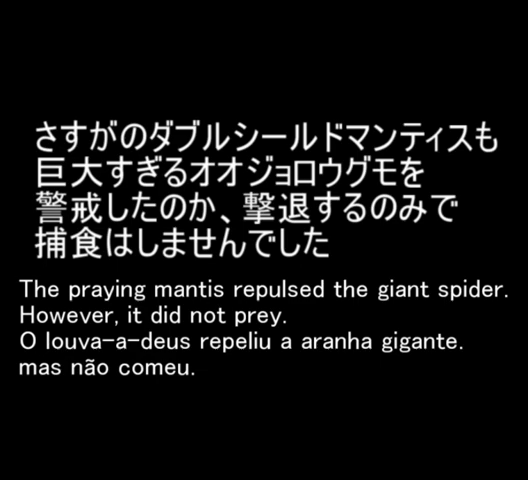 さすがのダブルシールドマンティスも
巨大すぎるオオジョロウグモを
警戒したのか、撃退するのみで
捕食はしませんでした
The praying mantis repulsed the giant spider.
However, it did not prey.
O louva-a-deus repeliu a aranha gigante.
mas não comeu.